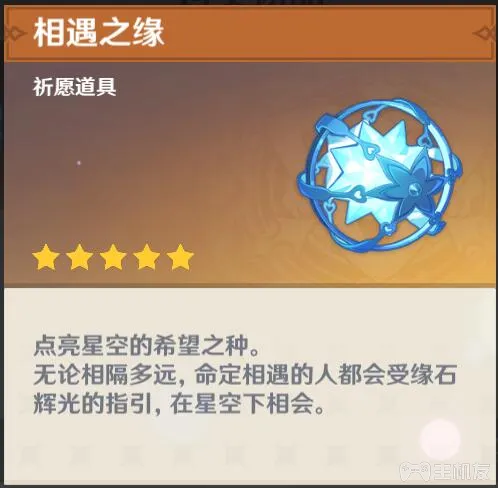 相遇之缘
祈愿道具
点亮星空的希望之种。
无论相隔多远,命定相遇的人都会受缘石
辉光的指引,在星空下相会。